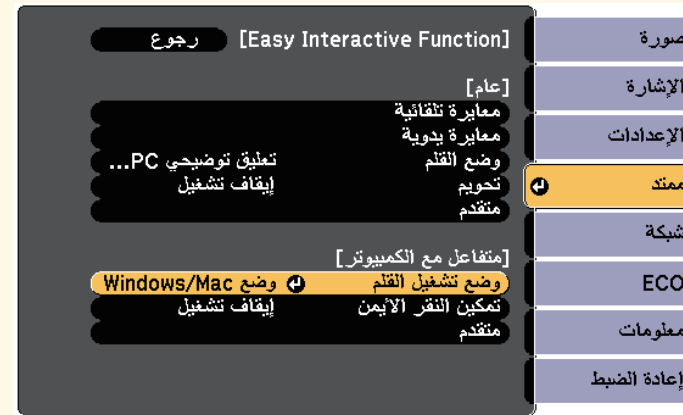 صورة
الإشارة
الإعدادات
ممتد
شبكة
ECO
معلومات
إعادة الضبط
[Easy Interactive Function] رجوع
[عام]
معايرة تلقائية
معايرة يدوية
وضع القلم تعليق توضيحي PC...
تحويم إيقاف تشغيل
متقدم
[متفاعل مع الكمبيوتر]
وضع تشغيل القلم وضع Windows/Mac
تمكين النقر الأيمن إيقاف تشغيل
متقدم